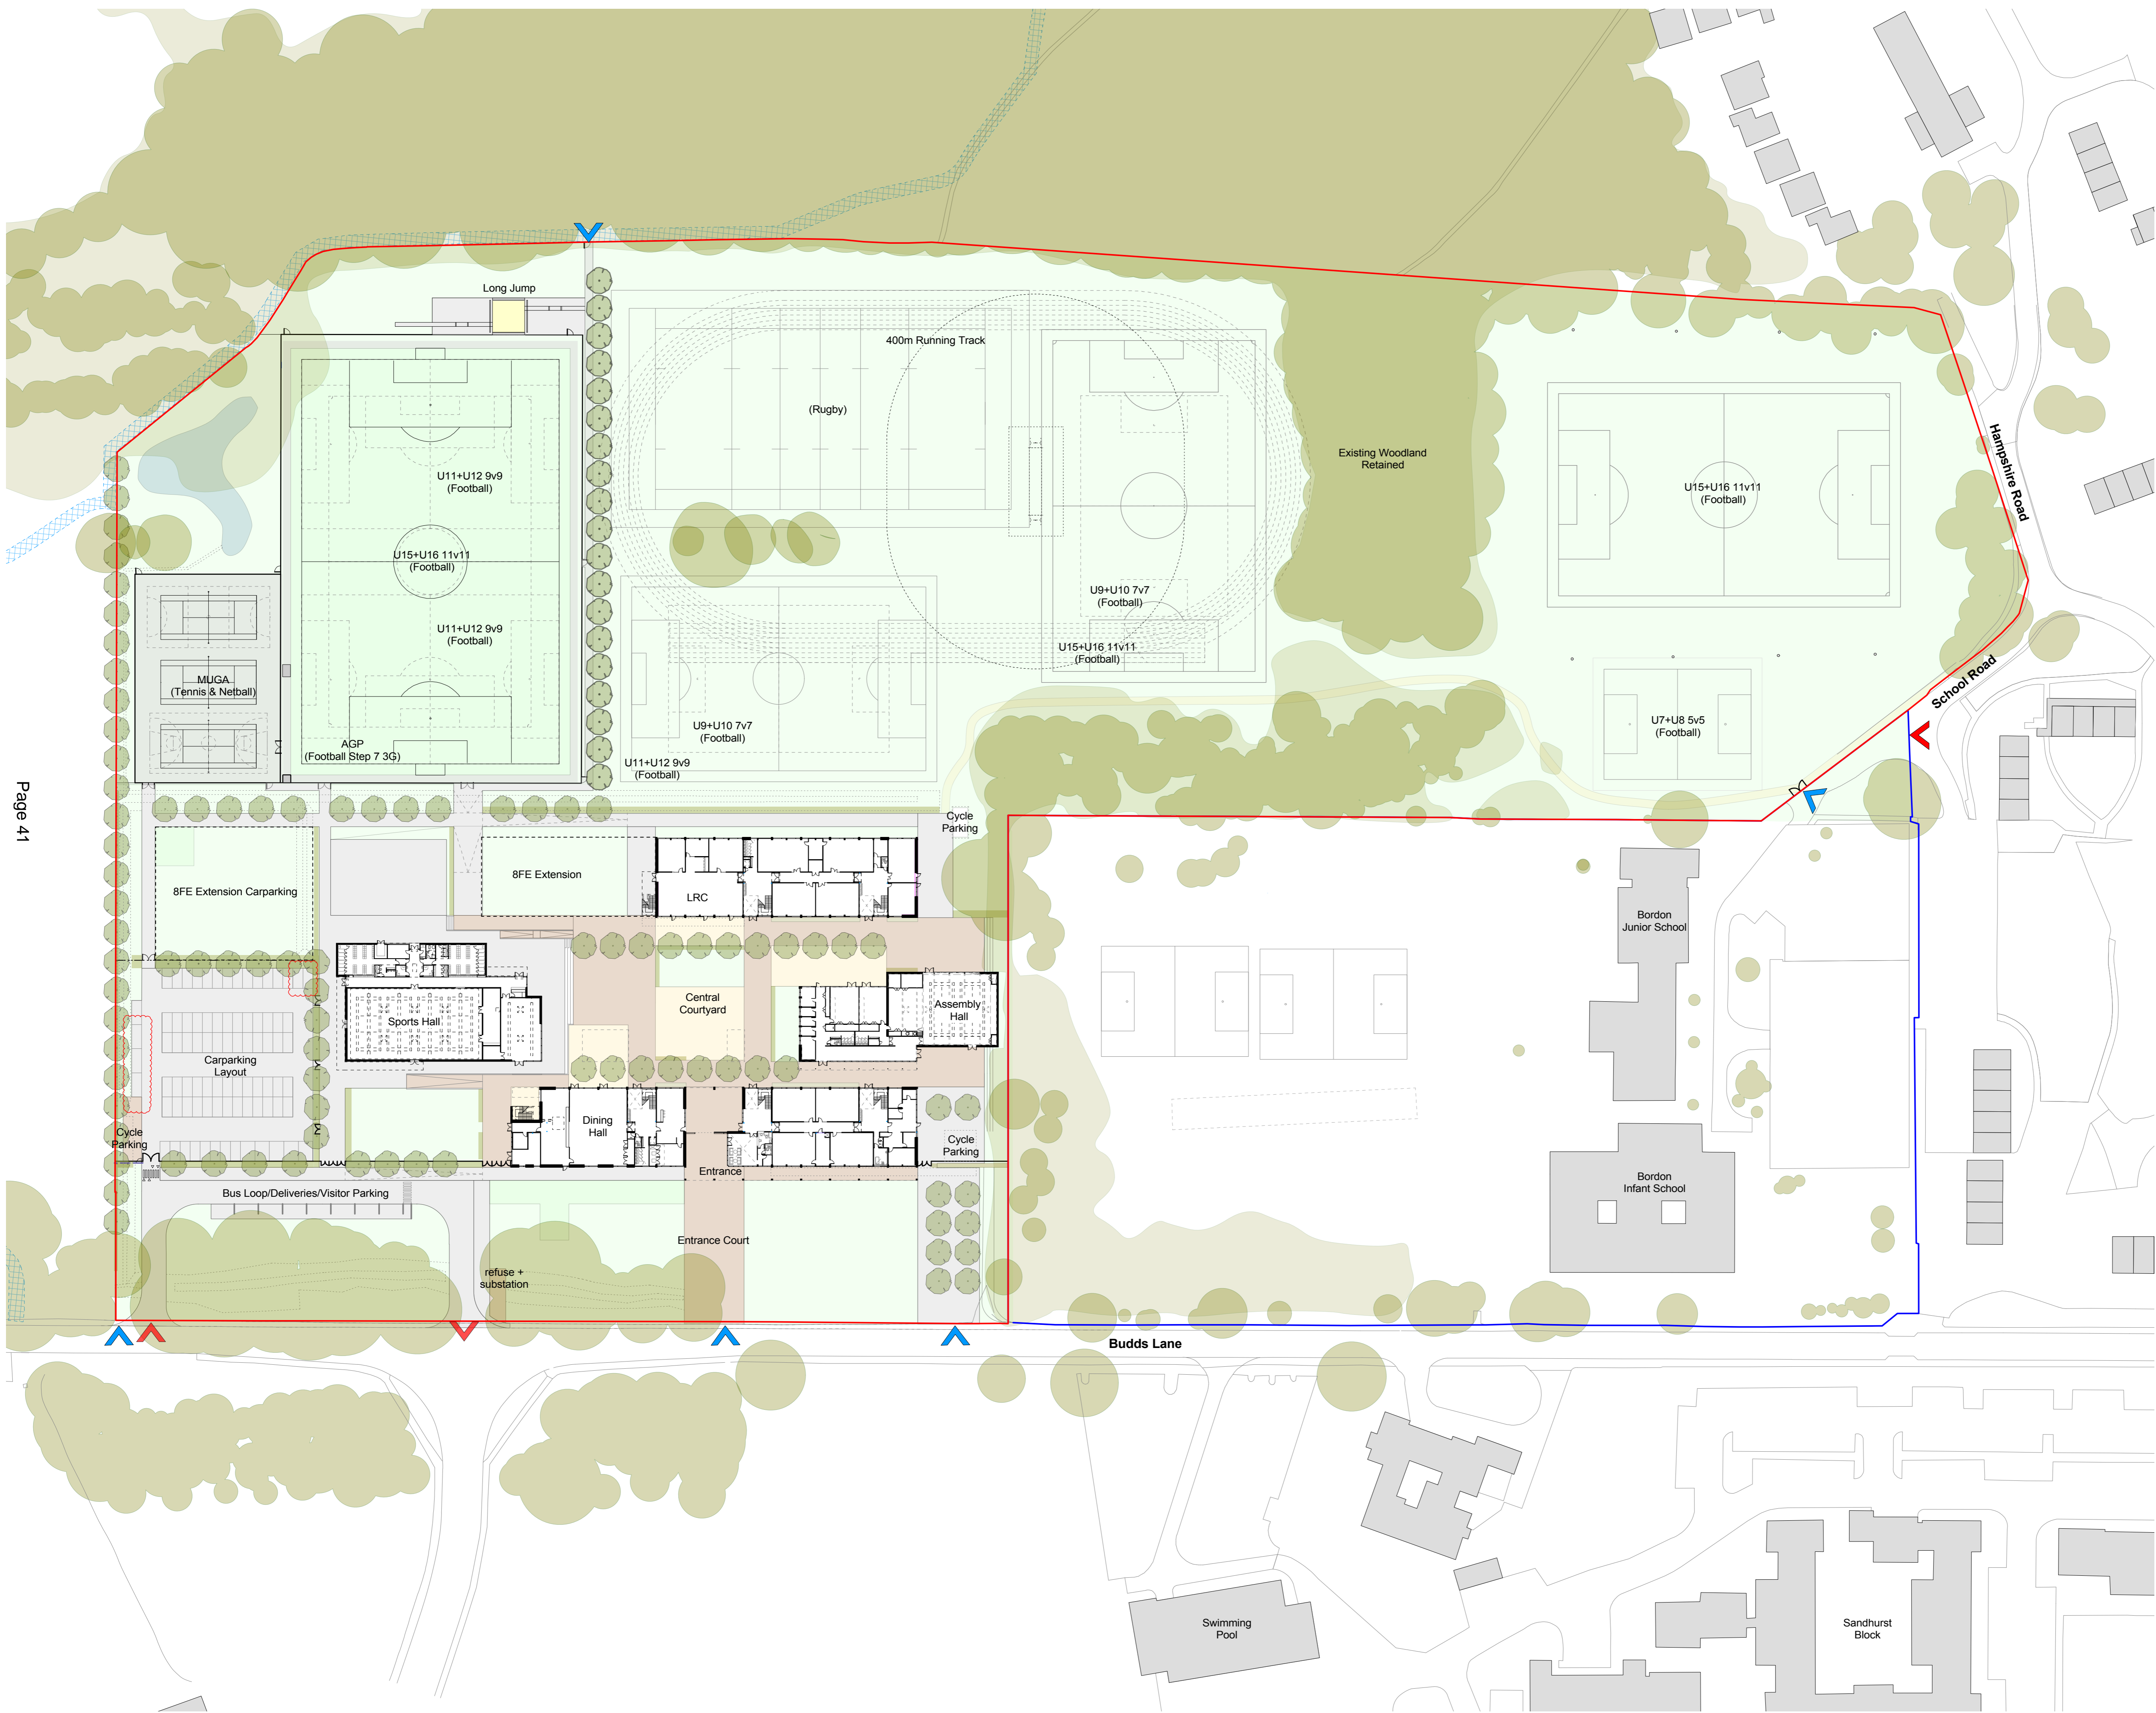 Long Jump
400m Running Track
(Rugby)
Existing Woodland
Retained
Hampshire Road
U11+U12 9v9
(Football)
U15+U16 11v11
(Football)
U15+U16 11v11
(Football)
U9+U10 7v7
(Football)
U11+U12 9v9
(Football)
U15+U16 11v11
(Football)
MUGA
(Tennis & Netball)
School Road
U9+U10 7v7
(Football)
U7+U8 5v5
(Football)
AGP
(Football Step 7 3G)
U11+U12 9v9
(Football)
Page 41
Cycle
Parking
8FE Extension Carparking
8FE Extension
LRC
Bordon
Junior School
Central
Courtyard
Assembly
Hall
Sports Hall
Carparking
Layout
Dining
Hall
Cycle
Parking
Cycle
Parking
Entrance
Bordon
Infant School
Bus Loop/Deliveries/Visitor Parking
Entrance Court
refuse +
substation
Budds Lane
Swimming
Pool
Sandhurst
Block